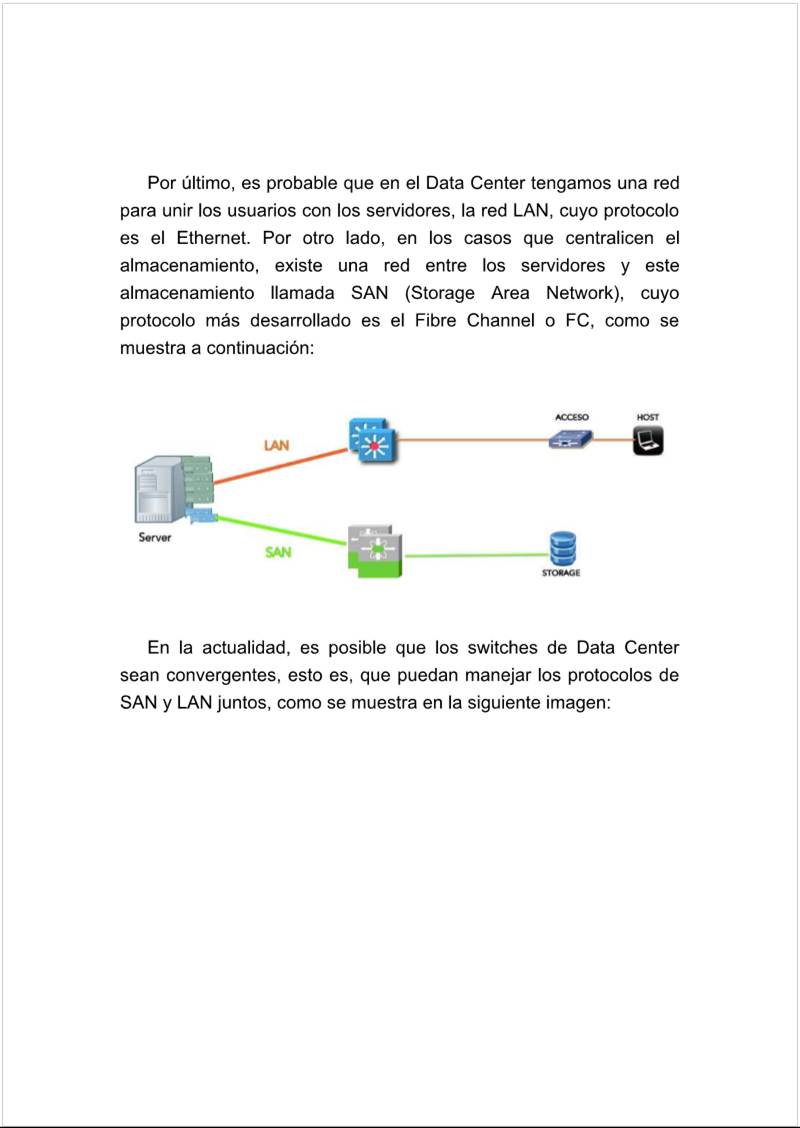 Por último, es probable que en el Data Center tengamos una red
para unir los usuarios con los servidores, la red LAN, cuyo protocolo
es el Ethernet. Por otro lado, en los casos que centralicen el
almacenamiento, existe una red entre los servidores y este
almacenamiento llamada SAN (Storage Area Network), cuyo
protocolo más desarrollado es el Fibre Channel o FC, como se
muestra a continuación:
ACCESO
HOST
LAN
Server
SAN
STORAGE
En la actualidad, es posible que los switches de Data Center
sean convergentes, esto es, que puedan manejar los protocolos de
SAN y LAN juntos, como se muestra en la siguiente imagen: